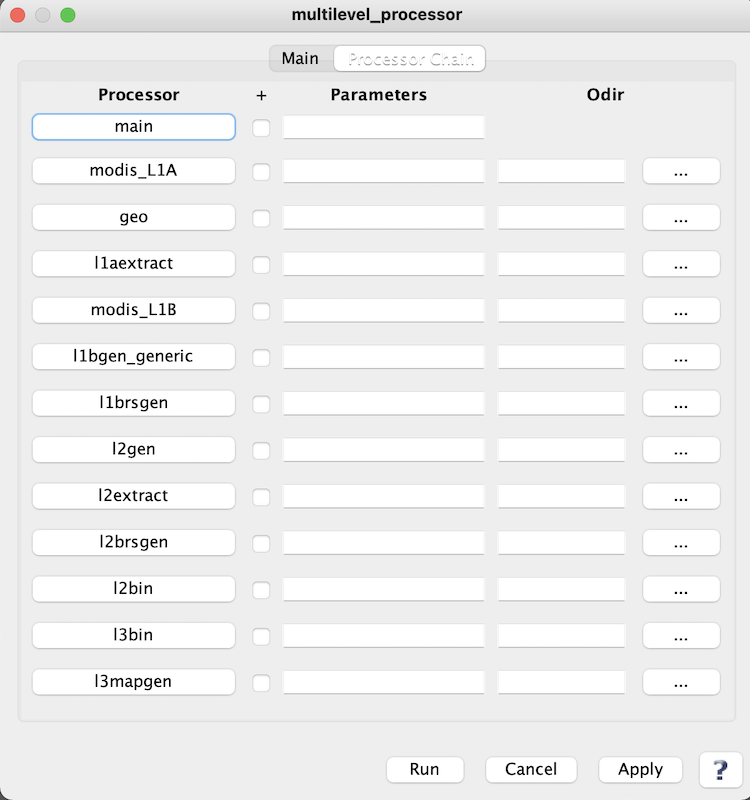 multilevel_processor
Main Processor Chain
Processor + Parameters Odir
main
modis_L1A ...
geo ...
l1aextract ...
modis_L1B ...
l1bgen_generic ...
l1brsgen ...
l2gen ...
l2extract ...
l2brsgen ...
l2bin ...
l3bin ...
l3mapgen ...
Run Cancel Apply ?